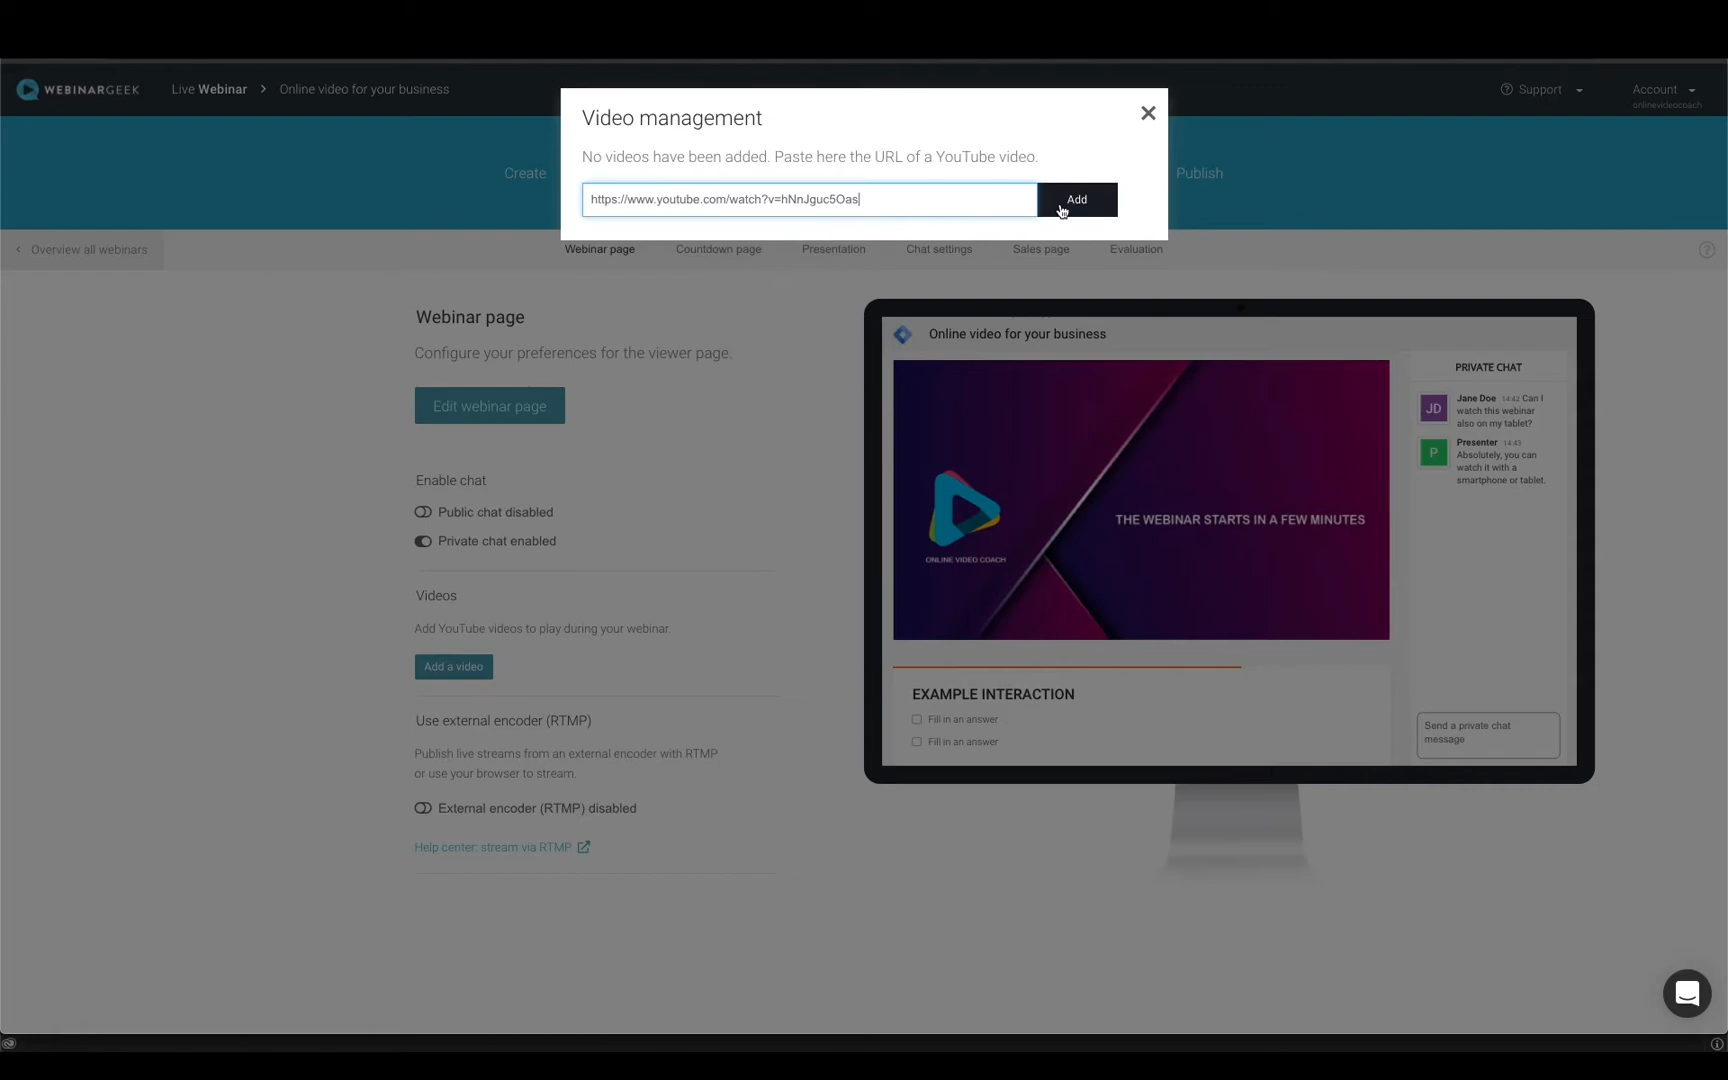 WEBINARGEEK
Live Webinar > Online video for your business
Support
Account
onlinevideocoach
Video management
No videos have been added. Paste here the URL of a YouTube video.
https://www.youtube.com/watch?v=hNnJguc5Oas
Add
Create
Publish
Overview all webinars
Webinar page
Countdown page
Presentation
Chat settings
Sales page
Evaluation
Webinar page
Configure your preferences for the viewer page.
Edit webinar page
Enable chat
Public chat disabled
Private chat enabled
Videos
Add YouTube videos to play during your webinar.
Add a video
Use external encoder (RTMP)
Publish live streams from an external encoder with RTMP
or use your browser to stream.
External encoder (RTMP) disabled
Help center: stream via RTMP
Online video for your business
ONLINE VIDEO COACH
THE WEBINAR STARTS IN A FEW MINUTES
EXAMPLE INTERACTION
Fill in an answer
Fill in an answer
PRIVATE CHAT
JD
Jane Doe 14:42 Can I
watch this webinar
also on my tablet?
P
Presenter 14:43
Absolutely, you can
watch it with a
smartphone or tablet.
Send a private chat
message